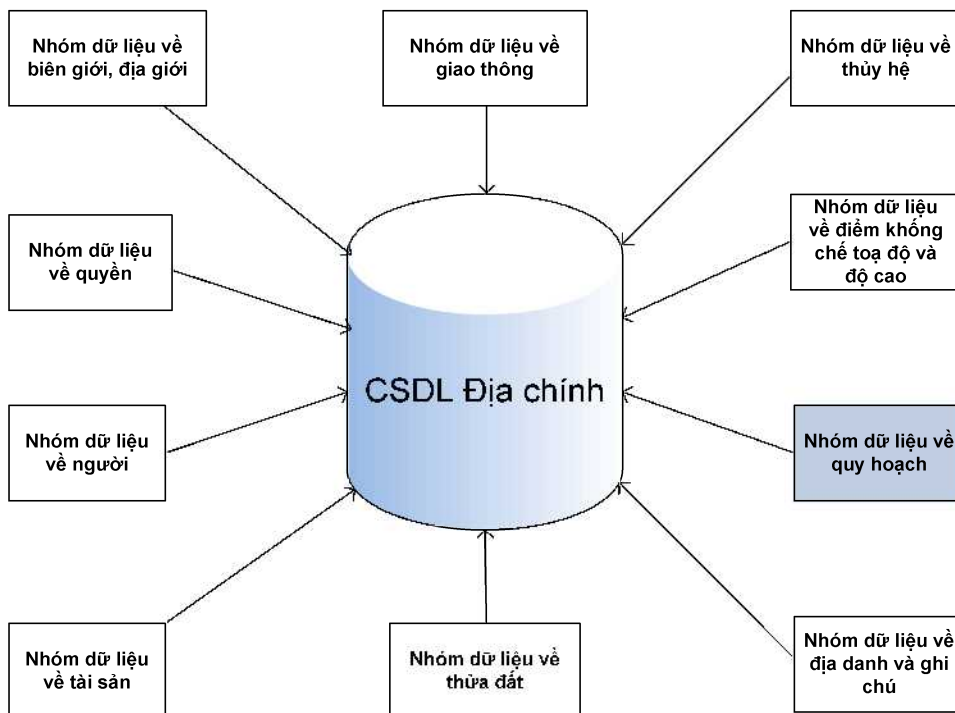 Nhóm dữ liệu về
biên giới, địa giới
Nhóm dữ liệu về
giao thông
Nhóm dữ liệu về
thủy hệ
Nhóm dữ liệu
về quyền
Nhóm dữ liệu
về điểm khống
chế toạ độ và
độ cao
CSDL Địa chính
Nhóm dữ liệu
về người
Nhóm dữ liệu về
quy hoạch
Nhóm dữ liệu
về tài sản
Nhóm dữ liệu về
thửa đất
Nhóm dữ liệu về
địa danh và ghi
chú